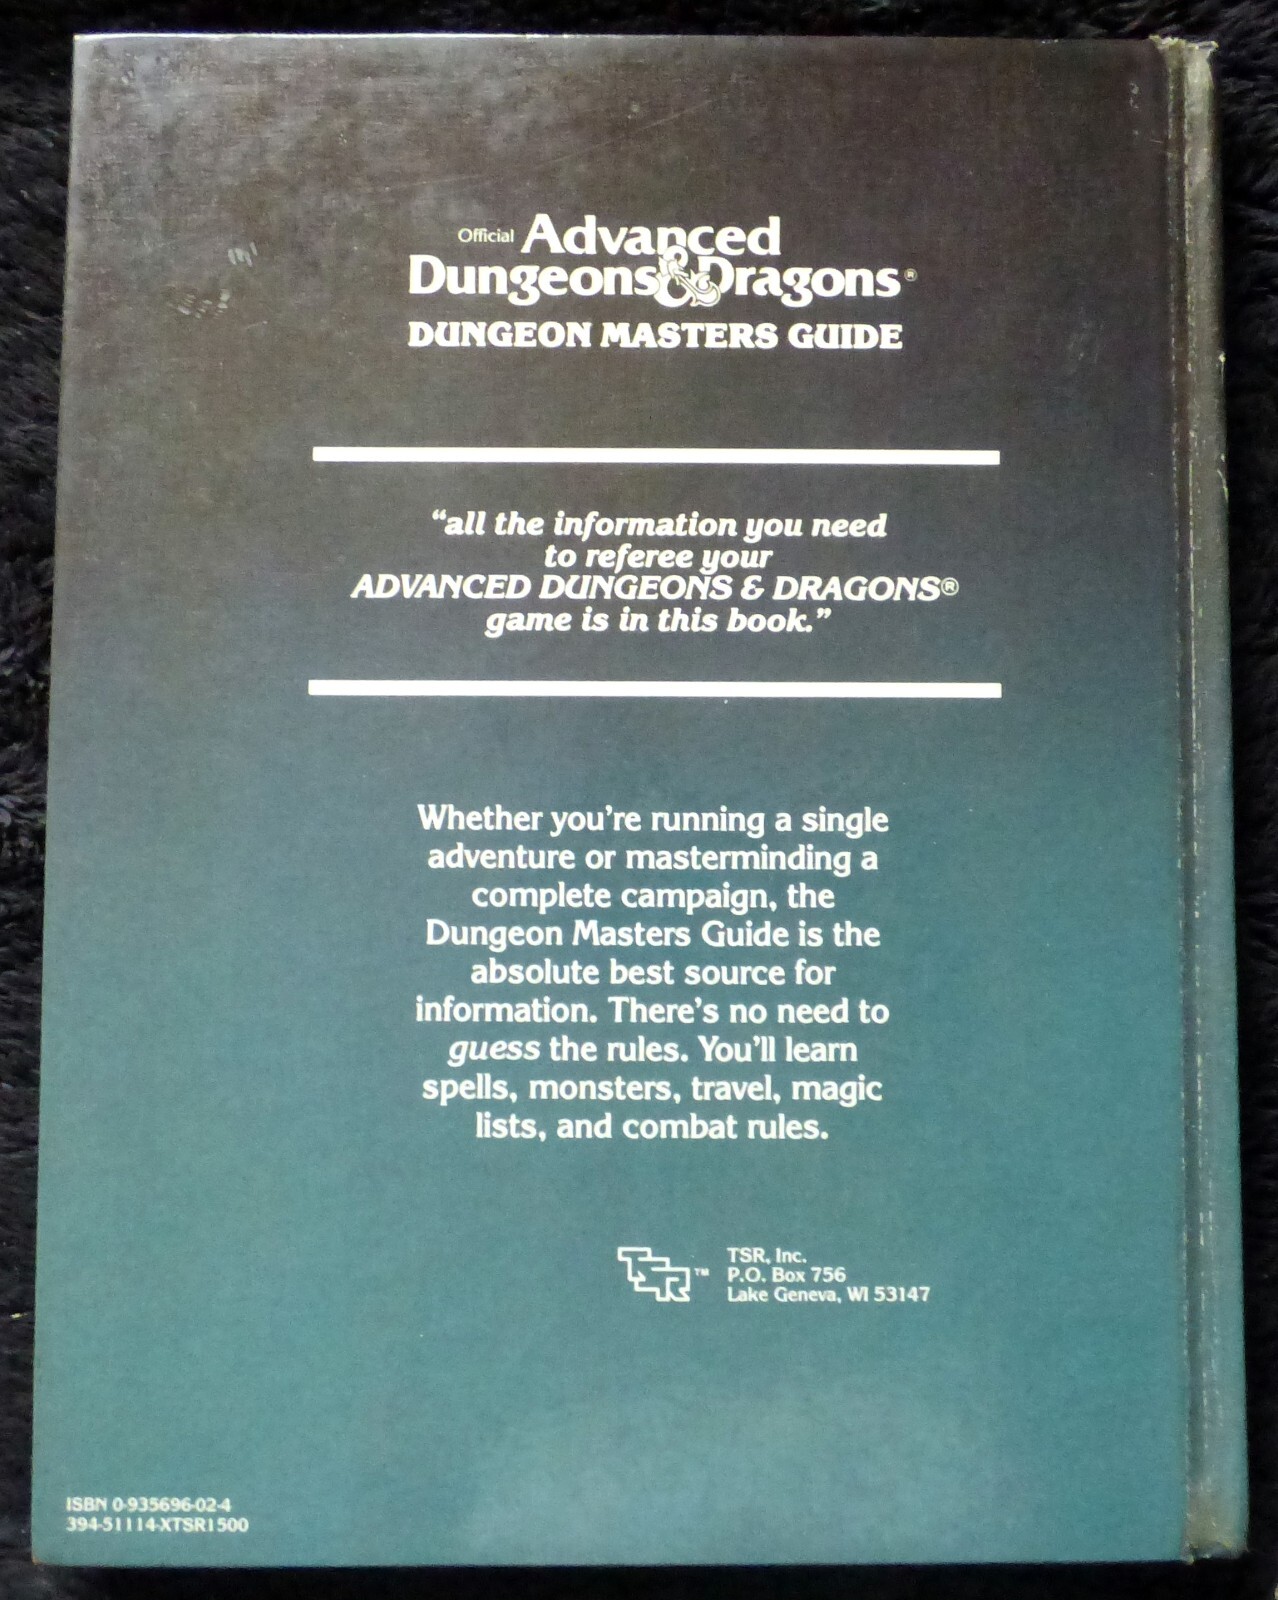 Official Advanced
Dungeons & Dragons®
DUNGEON MASTERS GUIDE
“all the information you need
to referee your
ADVANCED DUNGEONS & DRAGONS®
game is in this book.”
Whether you're running a single
adventure or masterminding a
complete campaign, the
Dungeon Masters Guide is the
absolute best source for
information. There's no need to
guess the rules. You'll learn
spells, monsters, travel, magic
lists, and combat rules.
TSR™
TSR, Inc.
P.O. Box 756
Lake Geneva, WI 53147
ISBN 0-935696-02-4
394-51114-XTSR1500